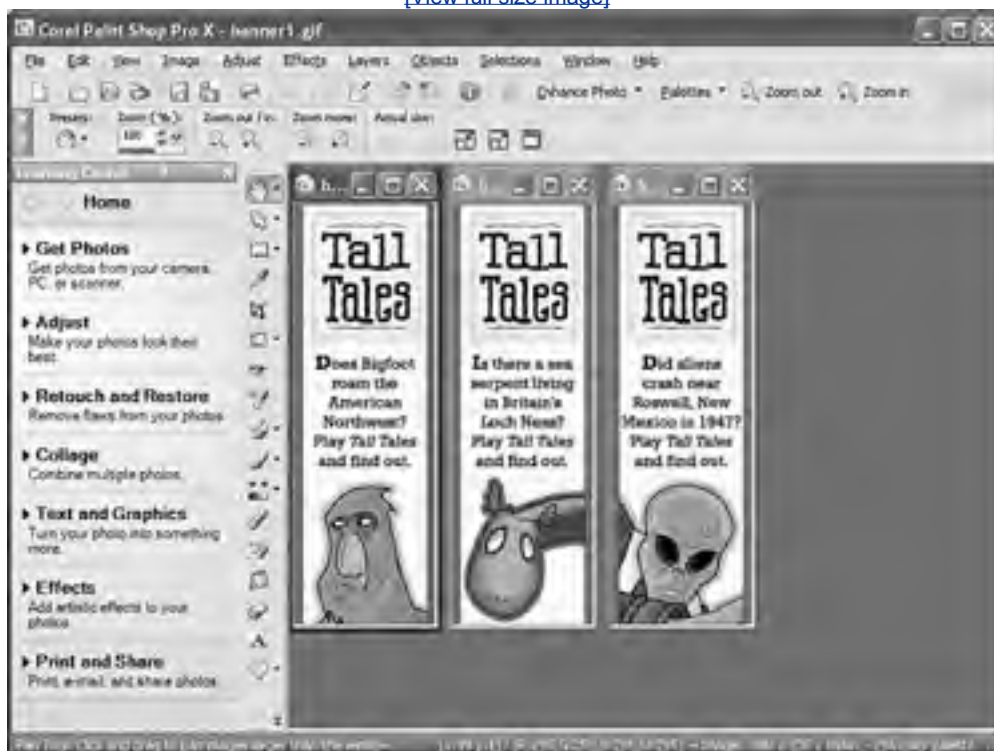 [View full size image]
Corel Paint Shop Pro X - banner1.gif
File Edit View Image Adjust Effects Layers Objects Selections Window Help
Enhance Photo Palettes Zoom out Zoom in
Presets: Zoom (%): Zoom out / in: Zoom more: Actual size:
100
Learning Center
Home
Get Photos
Get photos from your camera, PC, or scanner.
Adjust
Make your photos look their best.
Retouch and Restore
Remove flaws from your photos
Collage
Combine multiple photos.
Text and Graphics
Turn your photo into something more.
Effects
Add artistic effects to your photos
Print and Share
Print, e-mail, and share photos
Tall
Tales
Does Bigfoot
roam the
American
Northwest?
Play Tall Tales
and find out.
Tall
Tales
Is there a sea
serpent living
in Britain's
Loch Ness?
Play Tall Tales
and find out.
Tall
Tales
Did aliens
crash near
Roswell, New
Mexico in 1947?
Play Tall Tales
and find out.